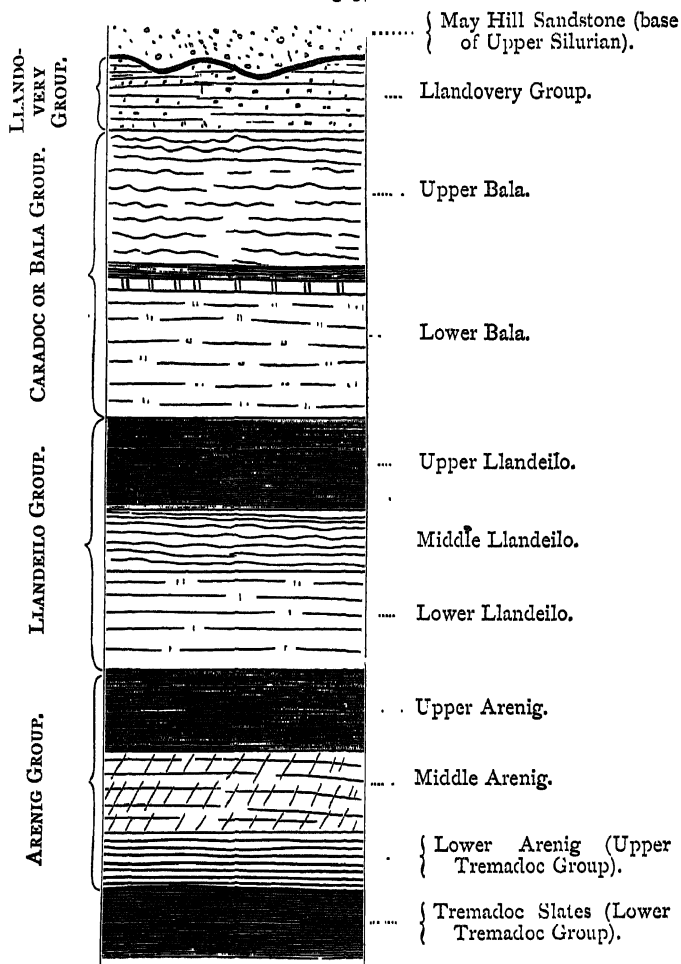 May Hill Sandstone (base
of Upper Silurian).
LLANDO-
VERY
GROUP.
Llandovery Group.
CARADOC OR BALA GROUP.
Upper Bala.
Lower Bala.
LLANDEILO GROUP.
Upper Llandeilo.
Middle Llandeilo.
Lower Llandeilo.
ARENIG GROUP.
Upper Arenig.
Middle Arenig.
Lower Arenig (Upper
Tremadoc Group).
Tremadoc Slates (Lower
Tremadoc Group).